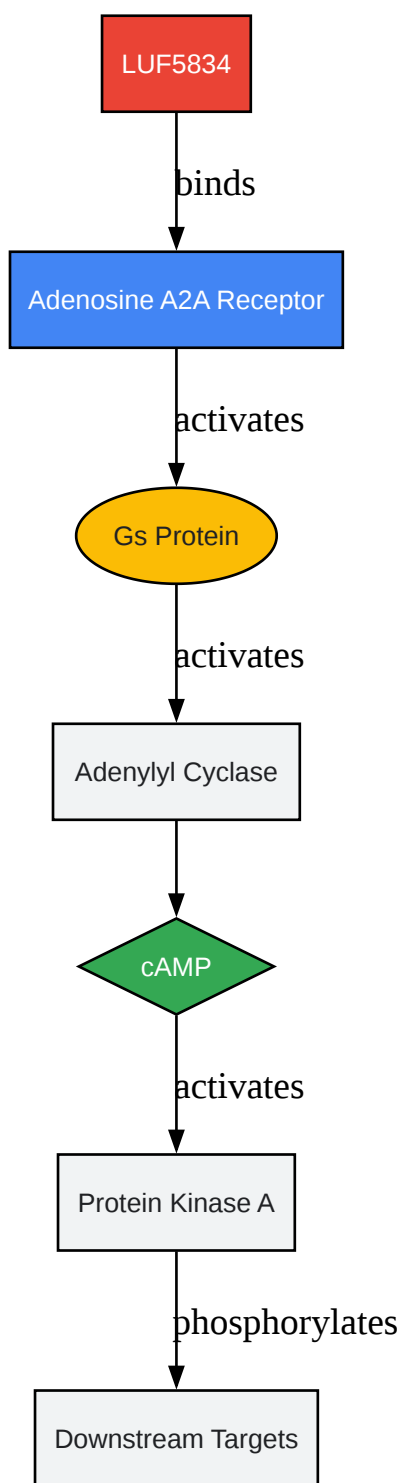 LUF5834
binds
Adenosine A2A Receptor
activates
Gs Protein
activates
Adenylyl Cyclase
cAMP
activates
Protein Kinase A
phosphorylates
Downstream Targets